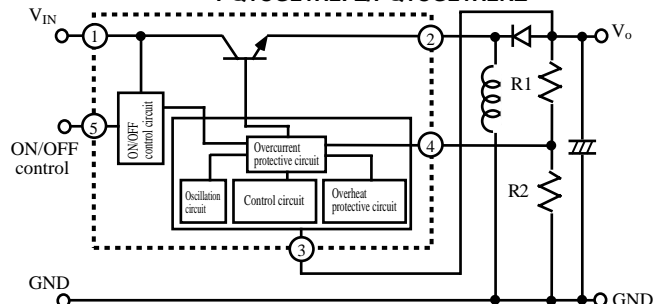 VIN
1
2
Vo
R1
ON/OFF
control circuit
5
ON/OFF
control
Overcurrent
protective circuit
4
Oscillation
circuit
Control circuit
Overheat
protective circuit
R2
3
GND
GND